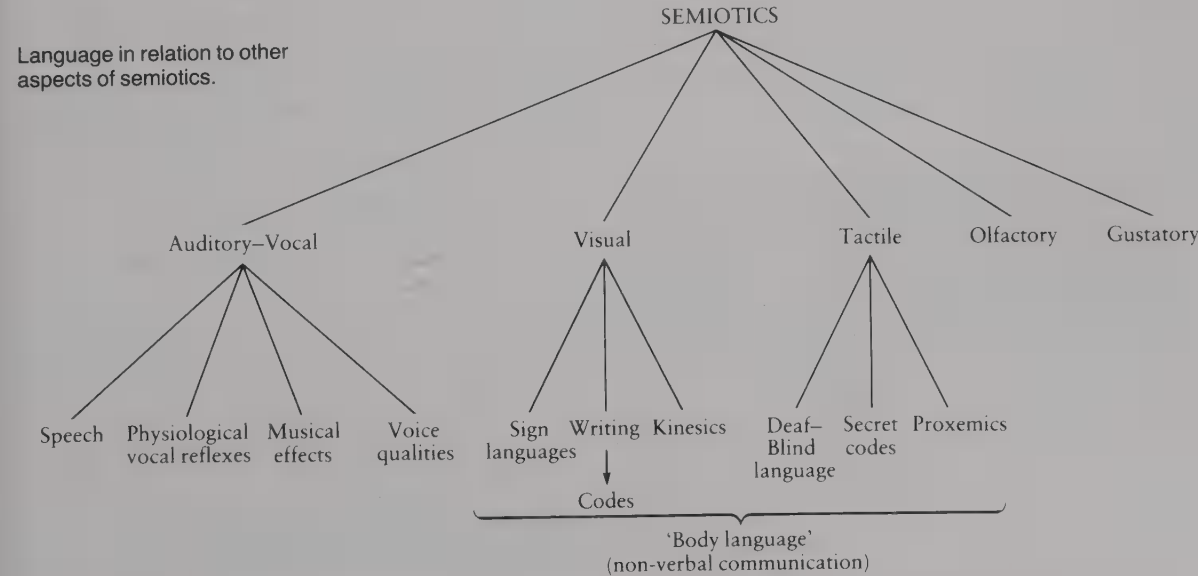 SEMIOTICS
Language in relation to other
aspects of semiotics.
Auditory–Vocal
Visual
Tactile
Olfactory
Gustatory
Speech
Physiological
vocal reflexes
Musical
effects
Voice
qualities
Sign
languages
Writing
Kinesics
Deaf–
Blind
language
Secret
codes
Proxemics
Codes
'Body language'
(non-verbal communication)